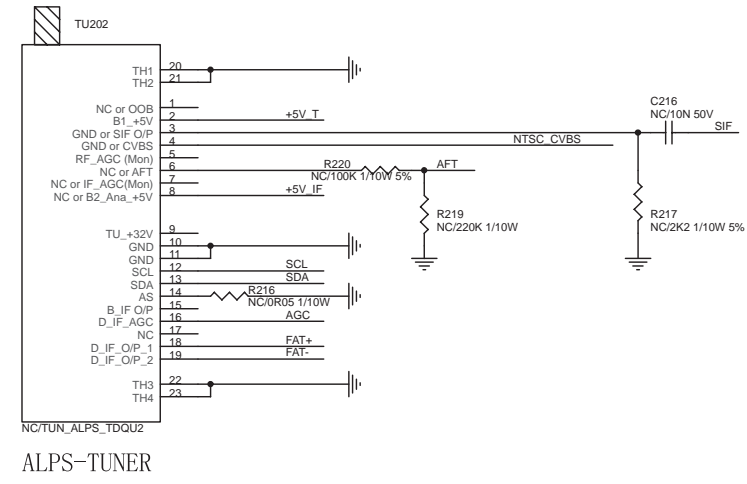 TU202
TH1 20
TH2 21
NC or OOB 1
B1_+5V 2 +5V_T
GND or SIF O/P 3
C216
NC/10N 50V
SIF
GND or CVBS 4 NTSC_CVBS
RF_AGC (Mon) 5
NC or AFT 6 R220 AFT
NC/100K 1/10W 5%
NC or IF_AGC(Mon) 7
NC or B2_Ana_+5V 8 +5V_IF
R219
NC/220K 1/10W
R217
NC/2K2 1/10W 5%
TU_+32V 9
GND 10
GND 11
SCL 12 SCL
SDA 13 SDA
AS 14 R216
NC/0R05 1/10W
B_IF O/P 15
D_IF_AGC 16 AGC
NC 17
D_IF_O/P_1 18 FAT+
D_IF_O/P_2 19 FAT-
TH3 22
TH4 23
NC/TUN_ALPS_TDQU2
ALPS-TUNER